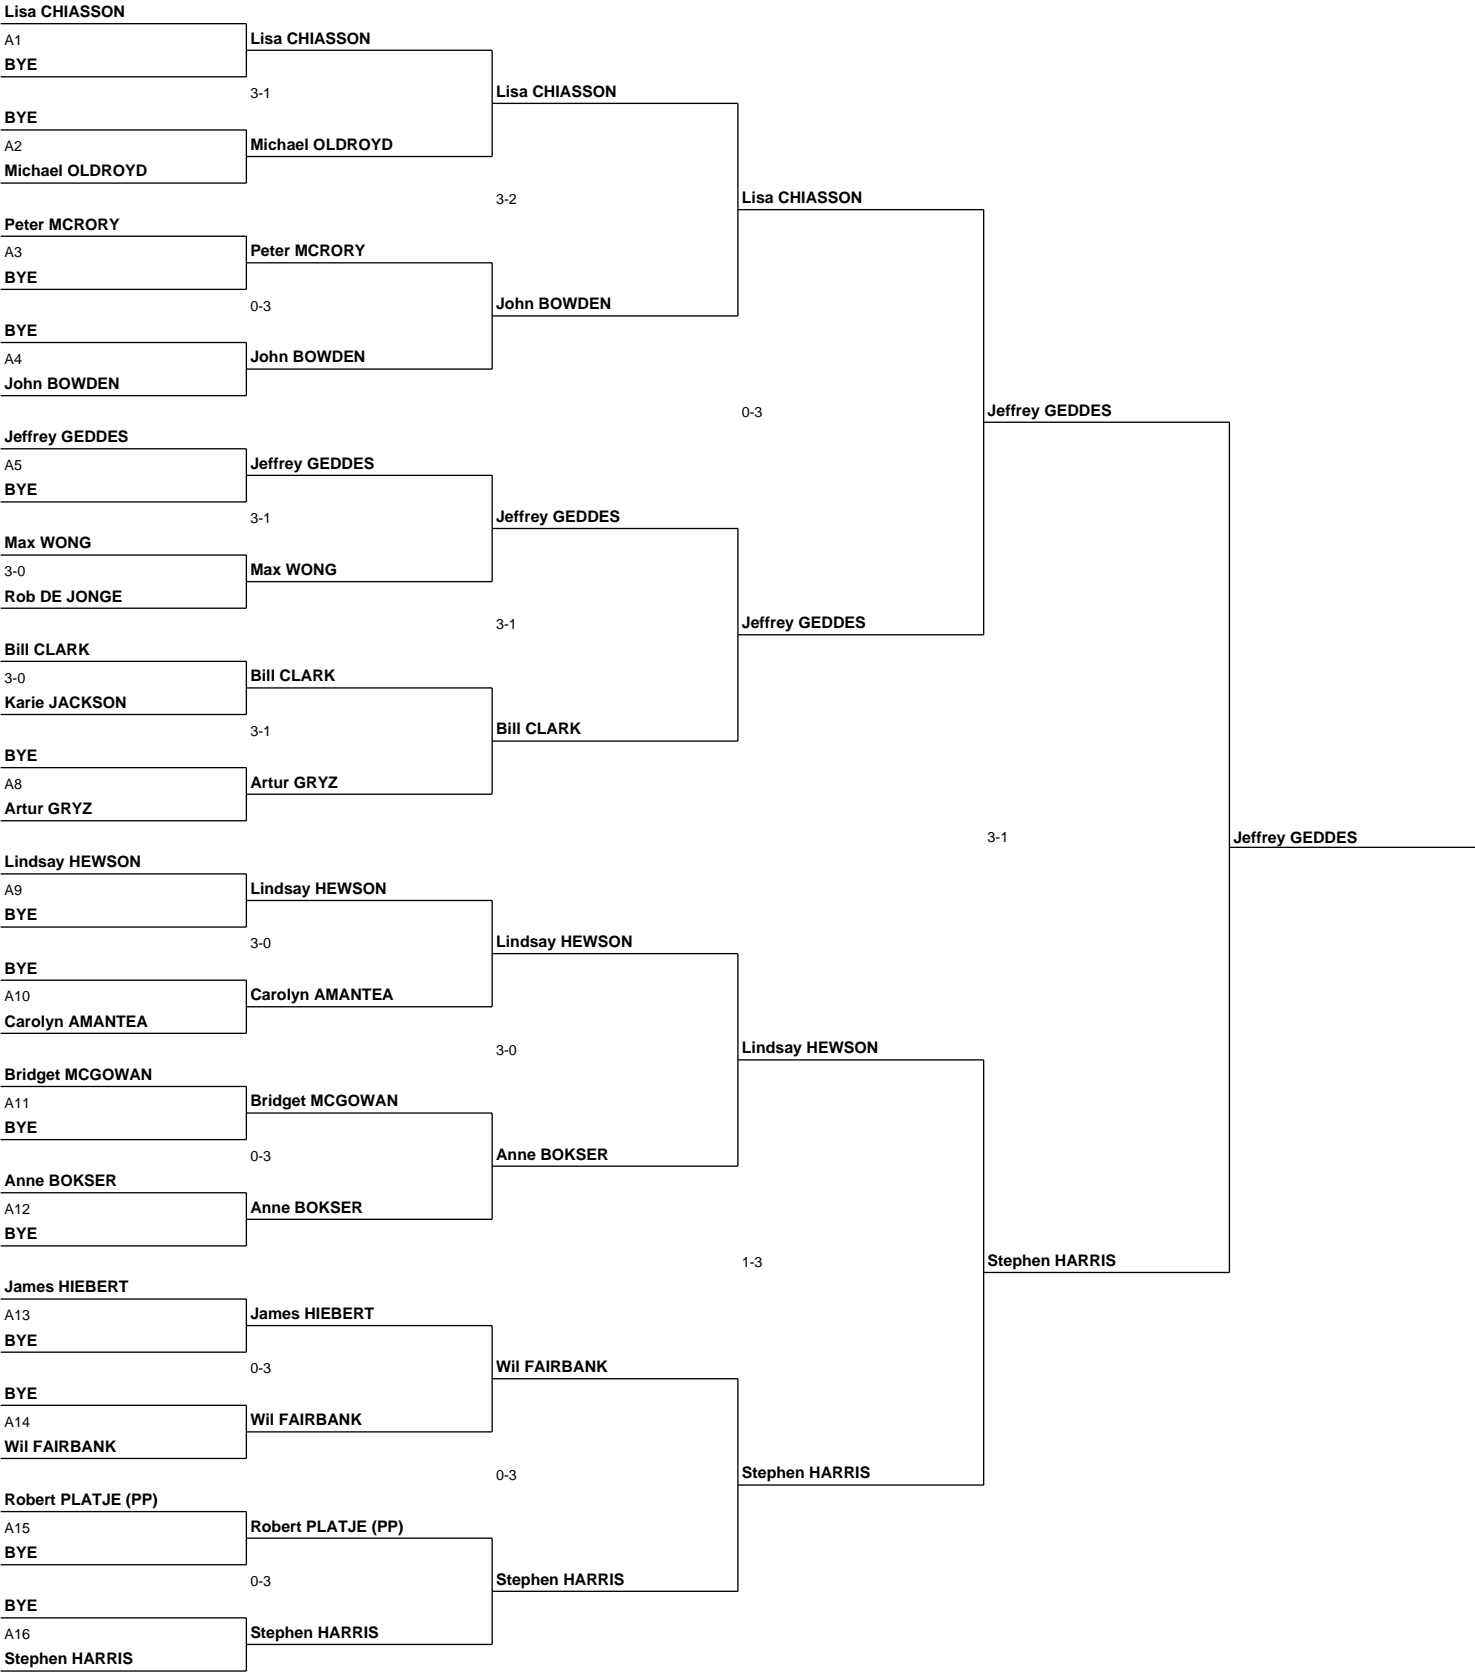 Lisa CHIASSON
A1
Lisa CHIASSON
BYE
3-1
Lisa CHIASSON
BYE
A2
Michael OLDROYD
Michael OLDROYD
3-2
Lisa CHIASSON
Peter MCRORY
A3
Peter MCRORY
BYE
0-3
John BOWDEN
BYE
A4
John BOWDEN
John BOWDEN
0-3
Jeffrey GEDDES
Jeffrey GEDDES
A5
Jeffrey GEDDES
BYE
3-1
Jeffrey GEDDES
Max WONG
3-0
Max WONG
Rob DE JONGE
3-1
Jeffrey GEDDES
Bill CLARK
3-0
Bill CLARK
Karie JACKSON
3-1
Bill CLARK
BYE
A8
Artur GRYZ
Artur GRYZ
3-1
Jeffrey GEDDES
Lindsay HEWSON
A9
Lindsay HEWSON
BYE
3-0
Lindsay HEWSON
BYE
A10
Carolyn AMANTEA
Carolyn AMANTEA
3-0
Lindsay HEWSON
Bridget MCGOWAN
A11
Bridget MCGOWAN
BYE
0-3
Anne BOKSER
Anne BOKSER
A12
Anne BOKSER
BYE
1-3
Stephen HARRIS
James HIEBERT
A13
James HIEBERT
BYE
0-3
Wil FAIRBANK
BYE
A14
Wil FAIRBANK
Wil FAIRBANK
0-3
Stephen HARRIS
Robert PLATJE (PP)
A15
Robert PLATJE (PP)
BYE
0-3
Stephen HARRIS
BYE
A16
Stephen HARRIS
Stephen HARRIS